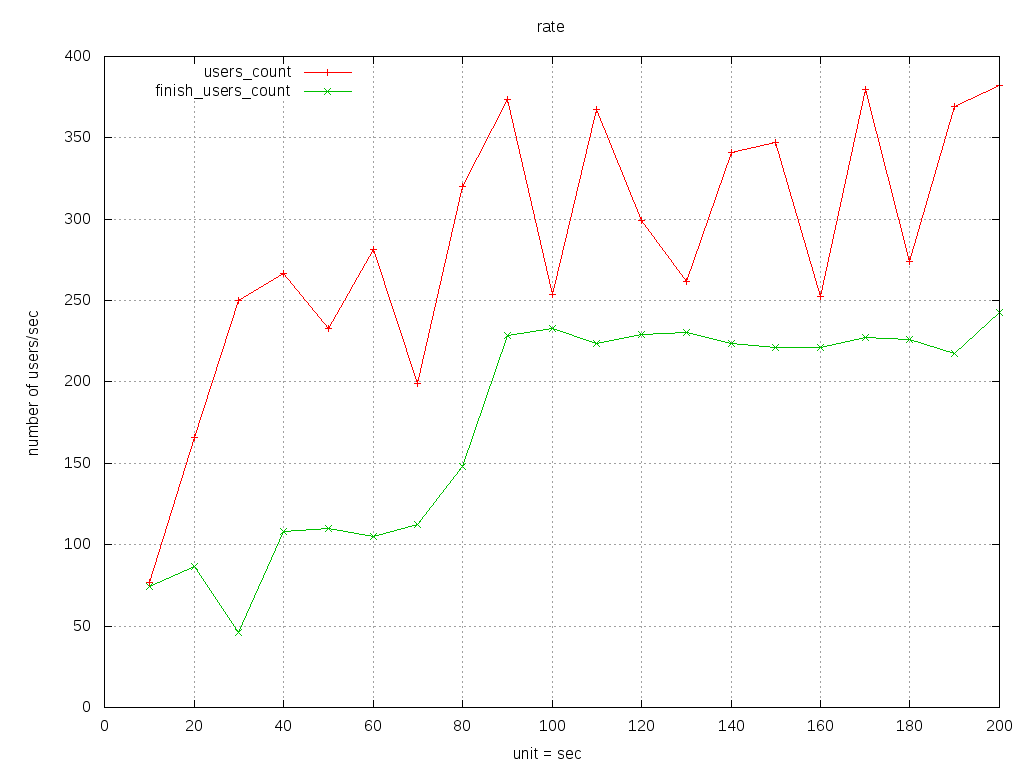 rate
400
350
300
250
200
150
100
50
0
users_count
finish_users_count
number of users/sec
0 20 40 60 80 100 120 140 160 180 200
unit = sec